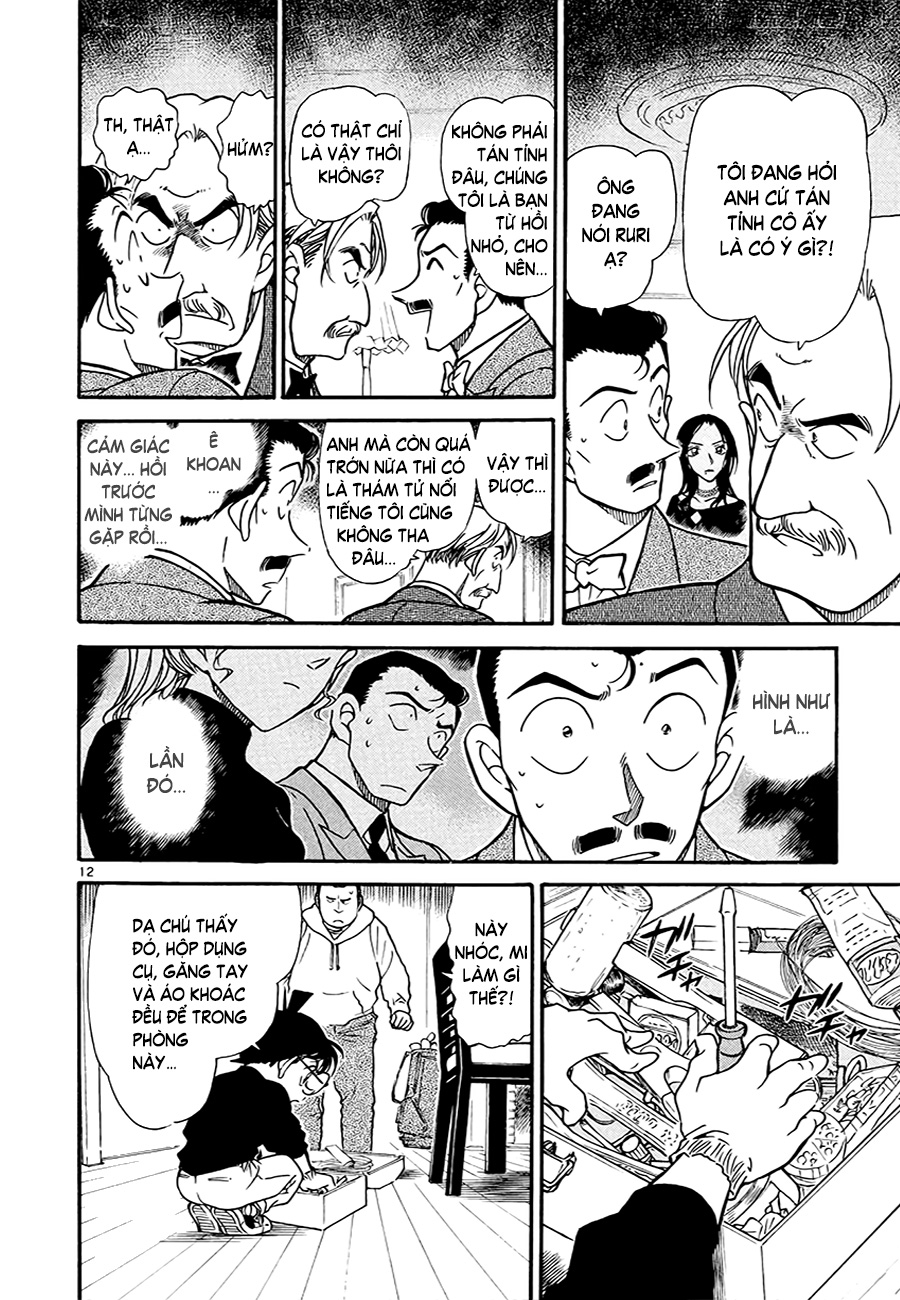 TÔI ĐANG HỎI
ANH CỨ TÁN
TỈNH CÔ ẤY
LÀ CÓ Ý GÌ?!
ÔNG
ĐANG
NÓI RURI
Ạ?
KHÔNG PHẢI
TÁN TỈNH
ĐÂU, CHÚNG
TÔI LÀ BẠN
TỪ HỒI
NHỎ, CHO
NÊN...
CÓ THẬT CHỈ
LÀ VẬY THÔI
KHÔNG?
HỬM?
TH, THẬT
Ạ...
VẬY THÌ
ĐƯỢC...
ANH MÀ CÒN QUÁ
TRỚN NỮA THÌ CÓ
LÀ THÁM TỬ NỔI
TIẾNG TÔI CŨNG
KHÔNG THA
ĐÂU...
Ê
KHOAN
...
CẢM GIÁC
NÀY... HỒI
TRƯỚC
MÌNH TỪNG
GẶP RỒI...
HÌNH NHƯ
LÀ...
LẦN
ĐÓ...
12
NÀY
NHÓC, MI
LÀM GÌ
THẾ?!
DA CHÚ THẤY
ĐÓ, HỘP DỤNG
CỤ, GĂNG TAY
VÀ ÁO KHOÁC
ĐỀU ĐỂ TRONG
PHÒNG
NÀY...